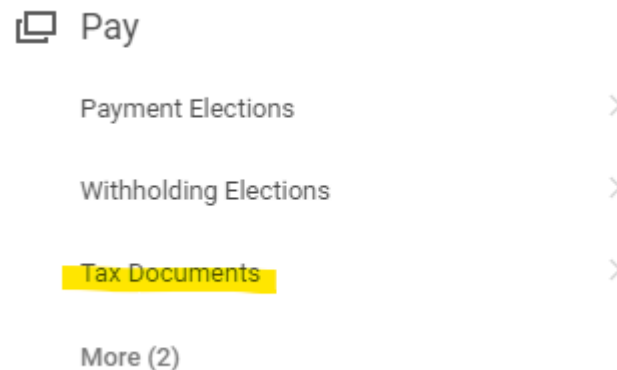 Pay
Payment Elections
Withholding Elections
Tax Documents
More (2)